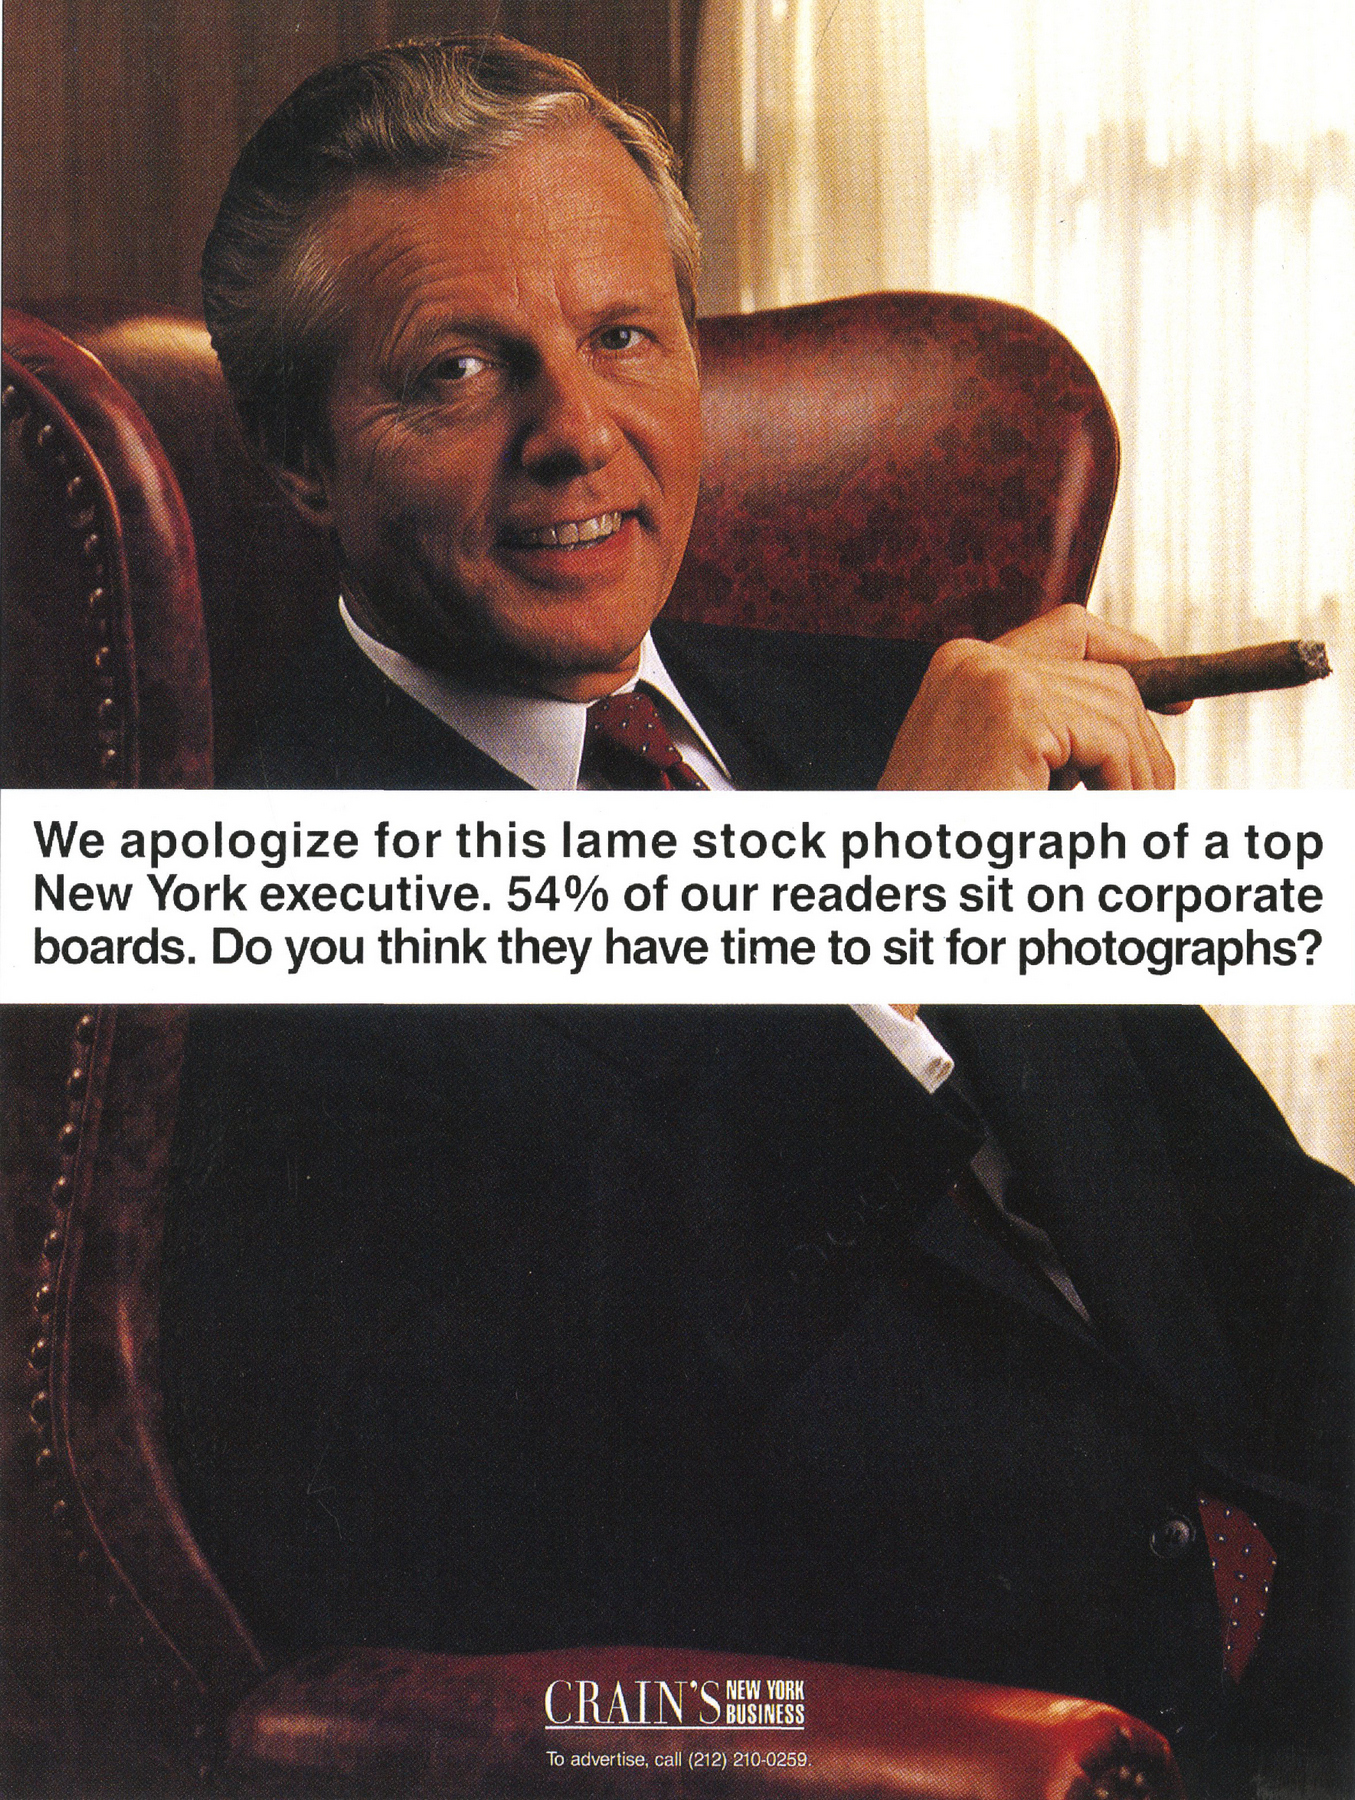 We apologize for this lame stock photograph of a top
New York executive. 54% of our readers sit on corporate
boards. Do you think they have time to sit for photographs?
CRAIN'S NEW YORK
BUSINESS
To advertise, call (212) 210-0259.